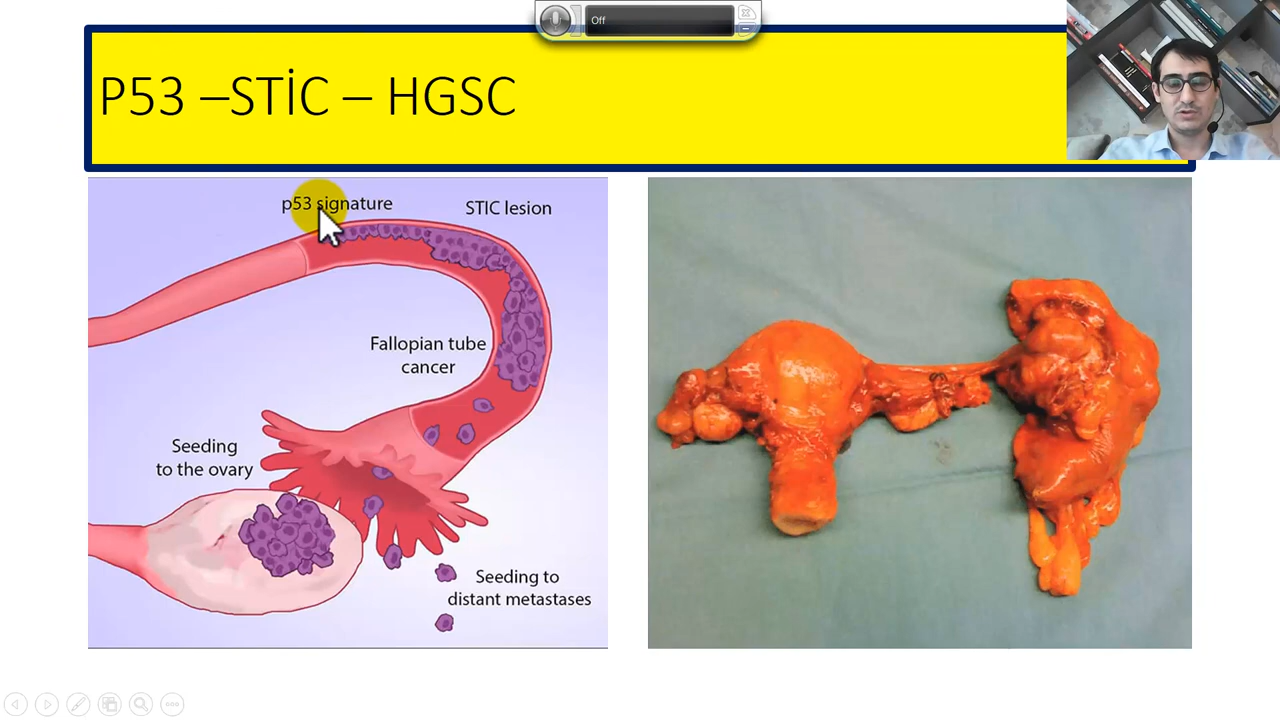 Off
P53 –STİC – HGSC
p53 signature
STIC lesion
Fallopian tube
cancer
Seeding
to the ovary
Seeding to
distant metastases